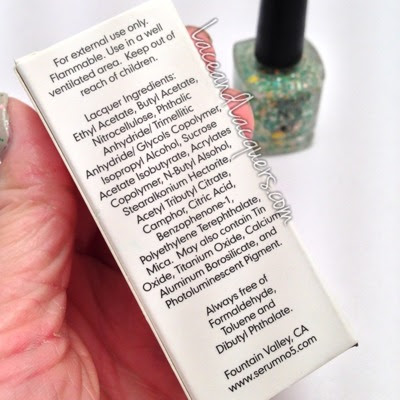 For external use only.
Flammable. Use in a well
ventilated area. Keep out of
reach of children.
Lacquer Ingredients:
Ethyl Acetate, Butyl Acetate,
Nitrocellulose, Phthalic
Anhydride/ Trimellitic
Anhydride/ Glycols Copolymer,
Isopropyl Alcohol, Sucrose
Acetate Isobutyrate, Acrylates
Copolymer, N-Butyl Alcohol,
Stearalkonium Hectorite,
Acetyl Tributyl Citrate,
Camphor, Citric Acid,
Benzophenone-1,
Polyethylene Terephthalate,
Mica. May also contain Tin
Oxide, Titanium Oxide, Calcium
Aluminum Borosilicate, and
Photoluminescent Pigment.
Always free of
Formaldehyde,
Toluene and
Dibutyl Phthalate.
Fountain Valley, CA
www.serumno5.com
laceandlacquers.com